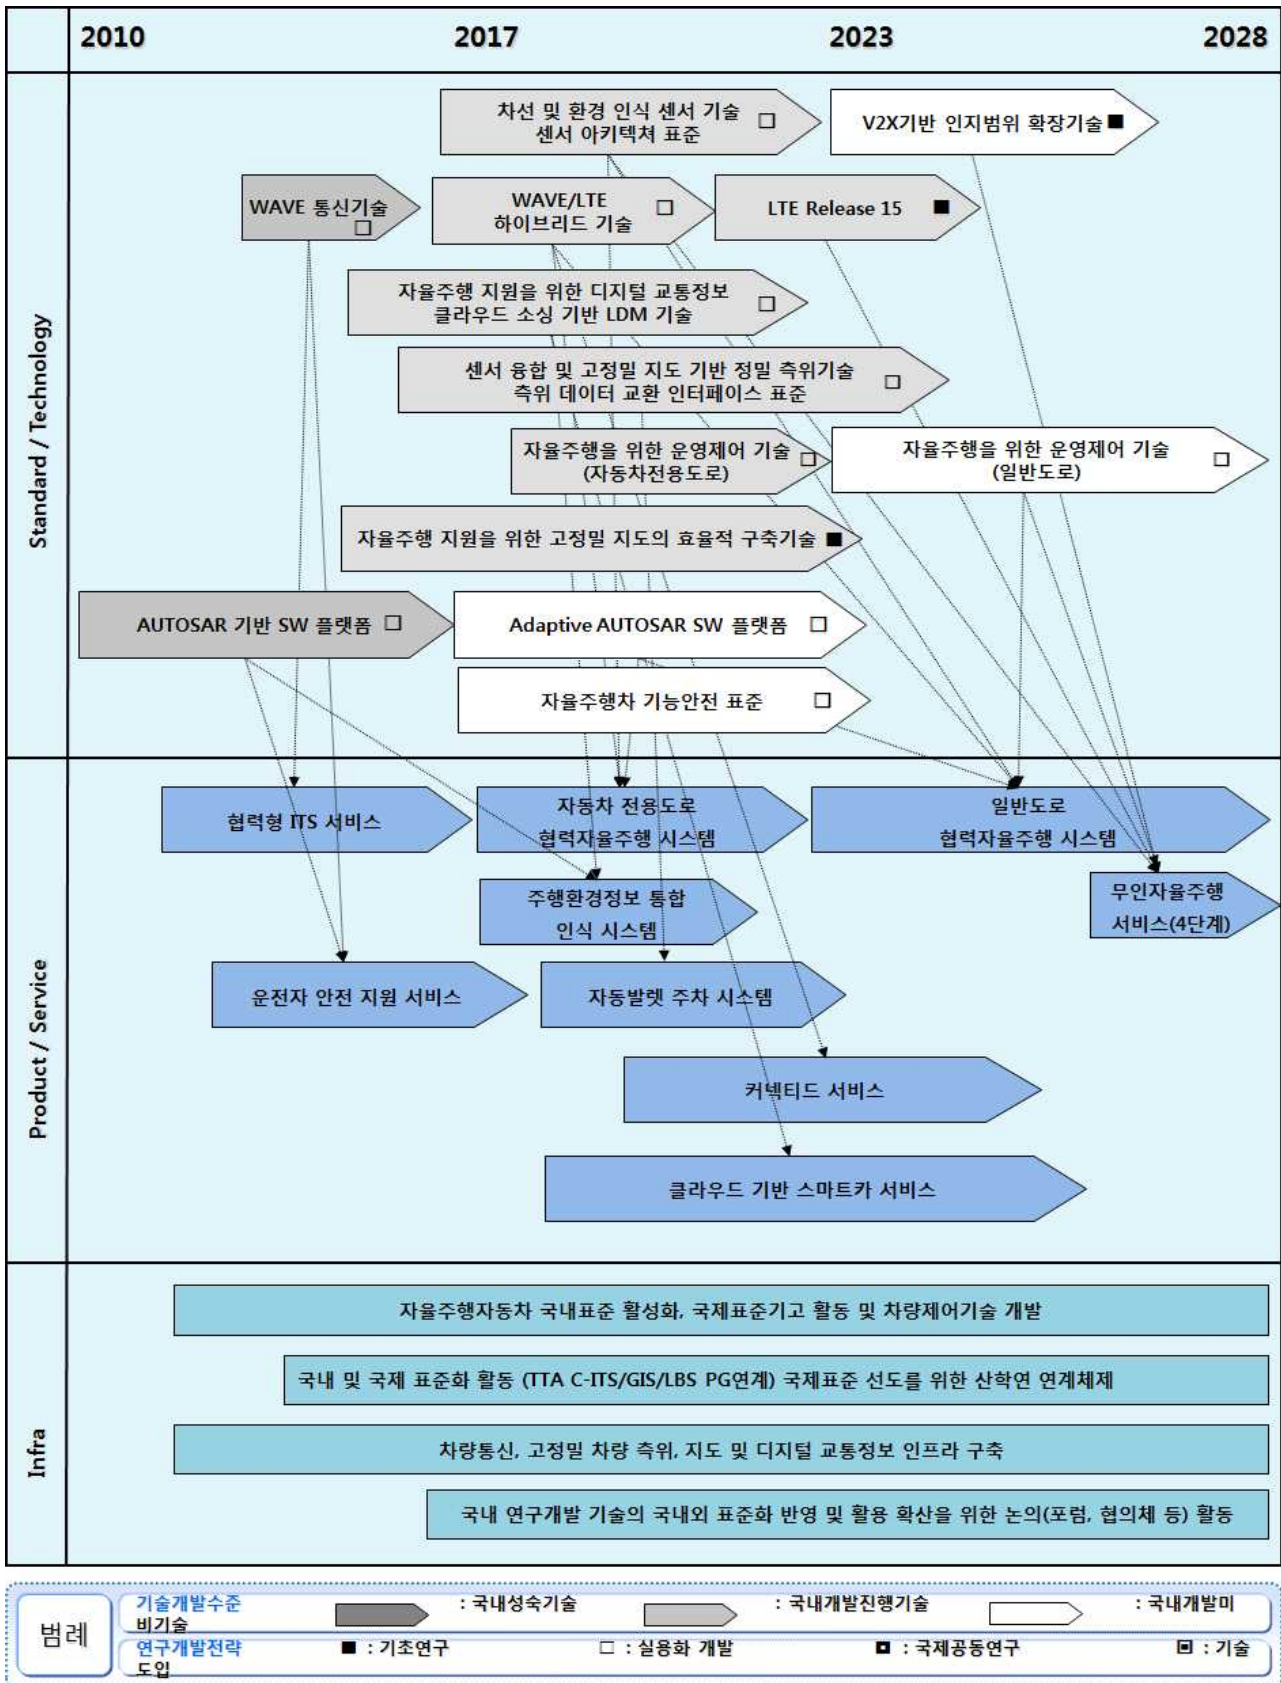 2010 2017 2023 2028
Standard / Technology
차선 및 환경 인식 센서 기술 □
센서 아키텍쳐 표준
V2X기반 인지범위 확장기술 ■
WAVE 통신기술 □
WAVE/LTE □
하이브리드 기술
LTE Release 15 ■
자율주행 지원을 위한 디지털 교통정보 □
클라우드 소싱 기반 LDM 기술
센서 융합 및 고정밀 지도 기반 정밀 측위기술 □
측위 데이터 교환 인터페이스 표준
자율주행을 위한 운영제어 기술 □
(자동차전용도로)
자율주행을 위한 운영제어 기술 □
(일반도로)
자율주행 지원을 위한 고정밀 지도의 효율적 구축기술 ■
AUTOSAR 기반 SW 플랫폼 □
Adaptive AUTOSAR SW 플랫폼 □
자율주행차 기능안전 표준 □
Product / Service
협력형 ITS 서비스
자동차 전용도로
협력자율주행 시스템
일반도로
협력자율주행 시스템
주행환경정보 통합
인식 시스템
무인자율주행
서비스(4단계)
운전자 안전 지원 서비스
자동발렛 주차 시스템
커넥티드 서비스
클라우드 기반 스마트카 서비스
Infra
자율주행자동차 국내표준 활성화, 국제표준기고 활동 및 차량제어기술 개발
국내 및 국제 표준화 활동 (TTA C-ITS/GIS/LBS PG연계) 국제표준 선도를 위한 산학연 연계체제
차량통신, 고정밀 차량 측위, 지도 및 디지털 교통정보 인프라 구축
국내 연구개발 기술의 국내외 표준화 반영 및 활용 확산을 위한 논의(포럼, 협의체 등) 활동
범례
기술개발수준 : 국내성숙기술 : 국내개발진행기술 : 국내개발미
비기술
연구개발전략 ■ : 기초연구 □ : 실용화 개발 ◘ : 국제공동연구 ▣ : 기술
도입